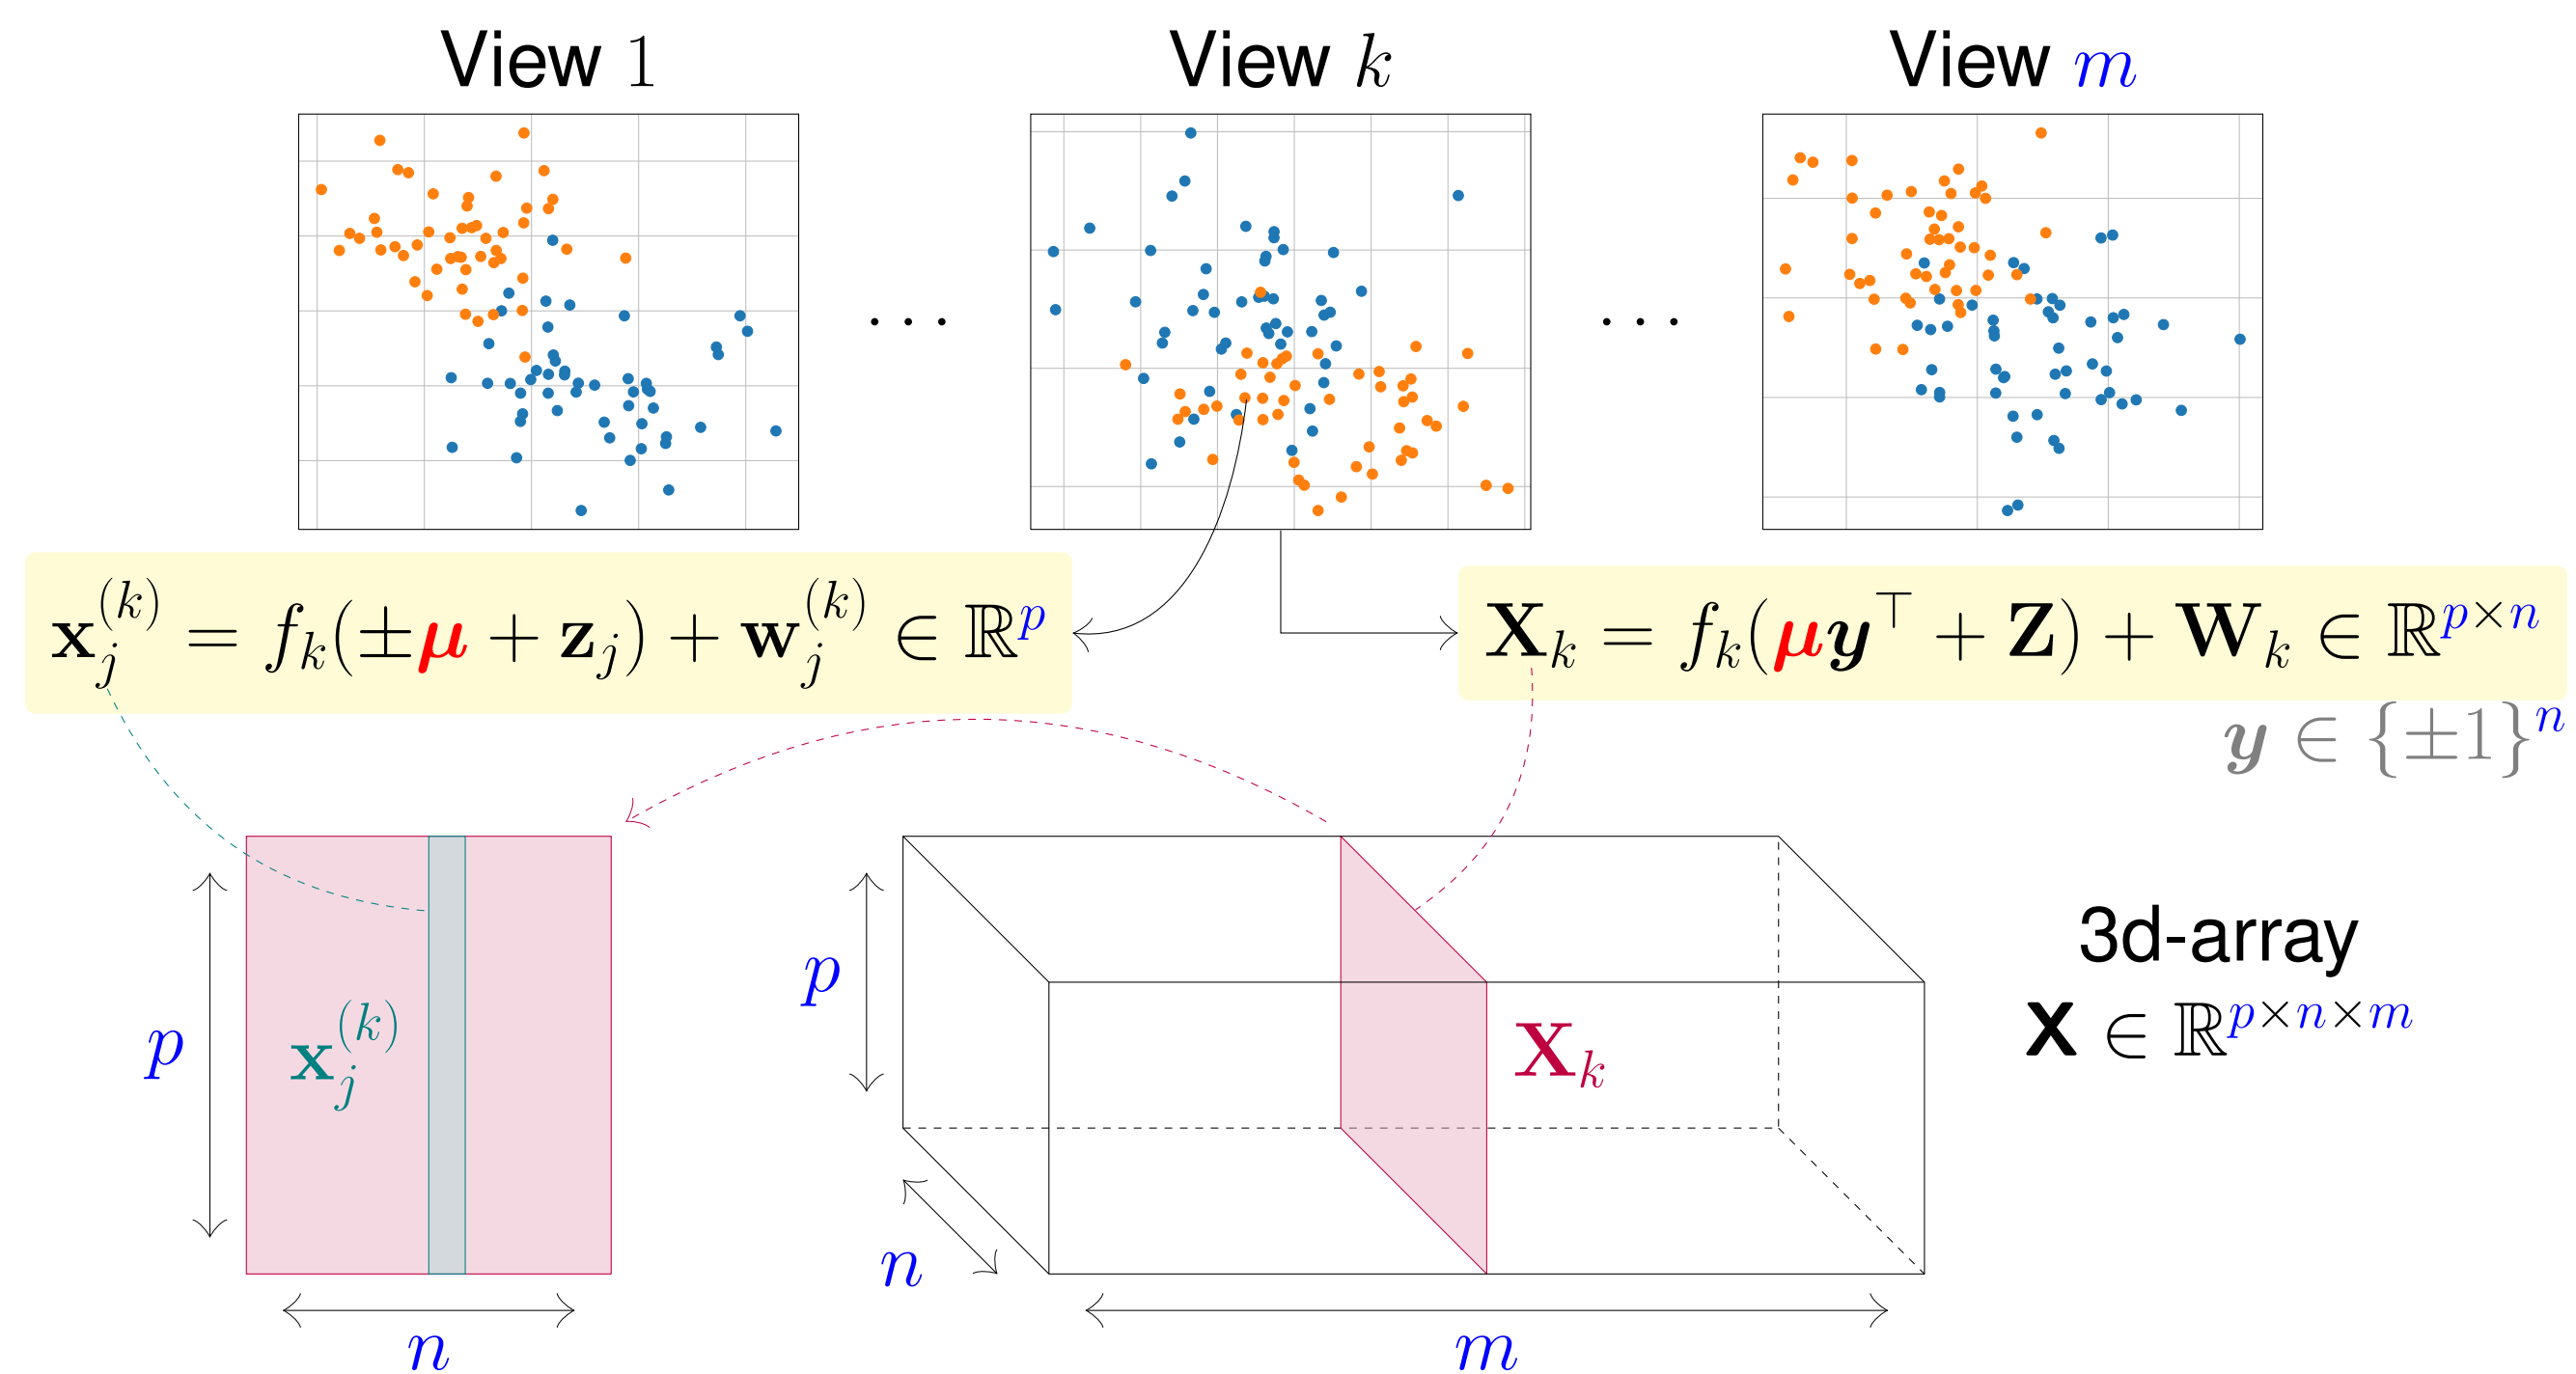 View 1
View k
View m
. . .
. . .
x_j^{(k)} = f_k(±μ + z_j) + w_j^{(k)} ∈ ℝ^p
X_k = f_k(μy^⊤ + Z) + W_k ∈ ℝ^{p×n}
y ∈ {±1}^n
p
x_j^{(k)}
n
p
n
X_k
m
3d-array
X ∈ ℝ^{p×n×m}